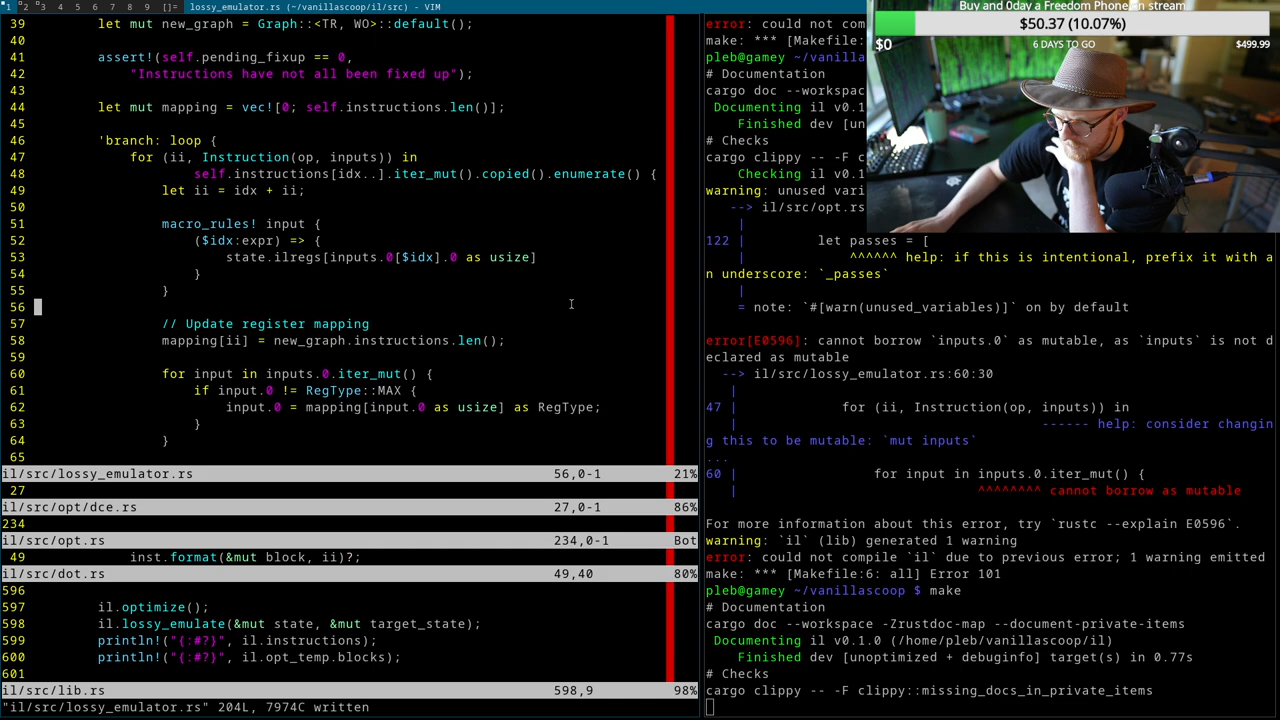 1 2 3 4 5 6 7 8 9 []= lossy_emulator.rs (~/vanillascoop/il/src) - VIM
39 let mut new_graph = Graph::<TR, WO>::default();
40
41 assert!(self.pending_fixup == 0,
42 "Instructions have not all been fixed up");
43
44 let mut mapping = vec![0; self.instructions.len()];
45
46 'branch: loop {
47 for (ii, Instruction(op, inputs)) in
48 self.instructions[idx..].iter_mut().copied().enumerate() {
49 let ii = idx + ii;
50
51 macro_rules! input {
52 ($idx:expr) => {
53 state.ilregs[inputs.0[$idx].0 as usize]
54 }
55 }
56
57 // Update register mapping
58 mapping[ii] = new_graph.instructions.len();
60 for input in inputs.0.iter_mut() {
61 if input.0 != RegType::MAX {
62 input.0 = mapping[input.0 as usize] as RegType;
63 }
64 }
65
il/src/lossy_emulator.rs 56,0-1 21%
27
il/src/opt/dce.rs 27,0-1 86%
234
il/src/opt.rs 234,0-1 Bot
49 inst.format(&mut block, ii)?;
il/src/dot.rs 49,40 80%
596
597 il.optimize();
598 il.lossy_emulate(&mut state, &mut target_state);
599 println!("{:#?}", il.instructions);
600 println!("{:#?}", il.opt_temp.blocks);
601
il/src/lib.rs 598,9 98%
"il/src/lossy_emulator.rs" 204L, 7974C written
error: could not com
make: *** [Makefile:
pleb@gamey ~/vanilla
# Documentation
cargo doc --workspac
Documenting il v0.1
Finished dev [un
# Checks
cargo clippy -- -F c
Checking il v0.1
warning: unused vari
--> il/src/opt.rs
|
122 | let passes = [
| ^^^^^^ help: if this is intentional, prefix it with a
n underscore: `_passes`
|
= note: `#[warn(unused_variables)]` on by default
error[E0596]: cannot borrow `inputs.0` as mutable, as `inputs` is not d
eclared as mutable
--> il/src/lossy_emulator.rs:60:30
|
47 | for (ii, Instruction(op, inputs)) in
| ------ help: consider changin
g this to be mutable: `mut inputs`
...
60 | for input in inputs.0.iter_mut() {
| ^^^^^^^^ cannot borrow as mutable
For more information about this error, try `rustc --explain E0596`.
warning: `il` (lib) generated 1 warning
error: could not compile `il` due to previous error; 1 warning emitted
make: *** [Makefile:6: all] Error 101
pleb@gamey ~/vanillascoop $ make
# Documentation
cargo doc --workspace -Zrustdoc-map --document-private-items
Documenting il v0.1.0 (/home/pleb/vanillascoop/il)
Finished dev [unoptimized + debuginfo] target(s) in 0.77s
# Checks
cargo clippy -- -F clippy::missing_docs_in_private_items
Buy and 0day a Freedom Phone on stream
$50.37 (10.07%)
$0 6 DAYS TO GO $499.99